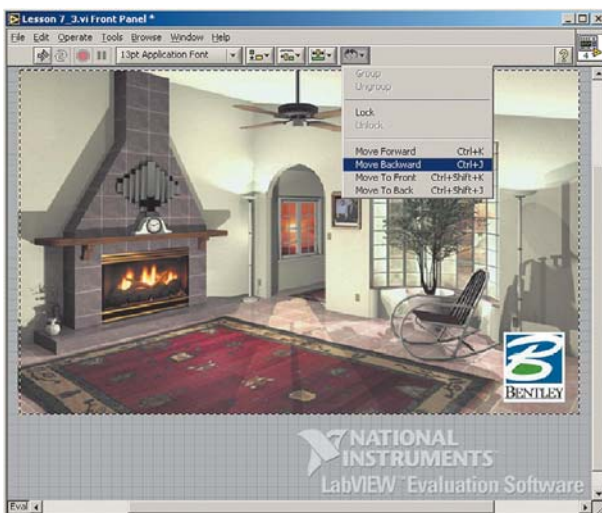 Lesson 7_3.vi Front Panel *
File Edit Operate Tools Browse Window Help
13pt Application Font
?
4
Group
Ungroup
Lock
Unlock
Move Forward Ctrl+K
Move Backward Ctrl+J
Move To Front Ctrl+Shift+K
Move To Back Ctrl+Shift+J
B
BENTLEY
NATIONAL
INSTRUMENTS
LabVIEW™ Evaluation Software
Eval